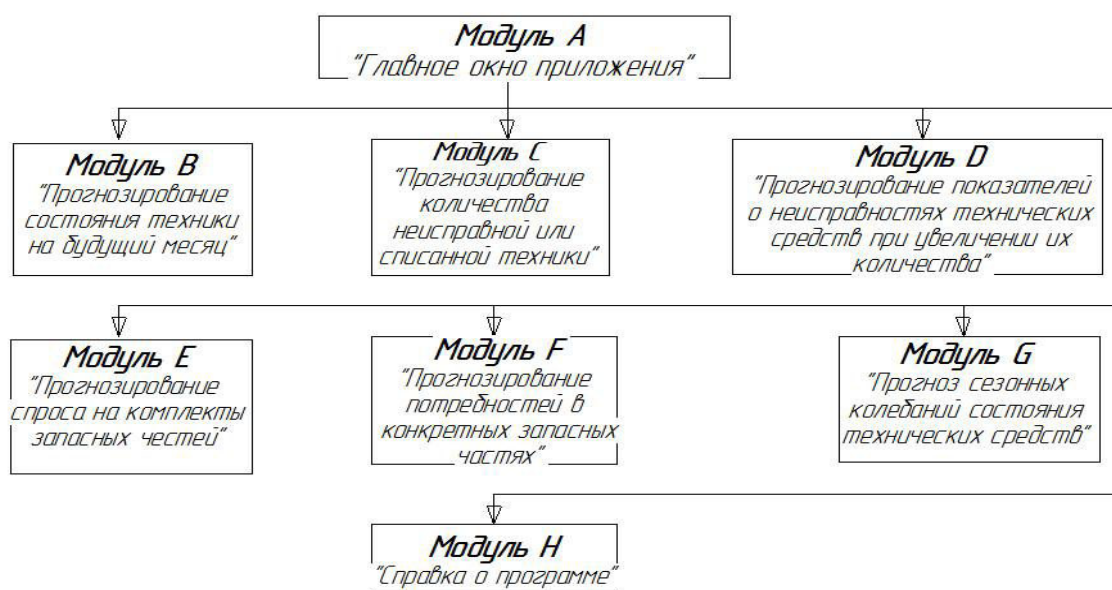 Модуль A
"Главное окно приложения"
Модуль B
"Прогнозирование
состояния техники
на будущий месяц"
Модуль C
"Прогнозирование
количества
неисправной или
списанной техники"
Модуль D
"Прогнозирование показателей
о неисправностях технических
средств при увеличении их
количества"
Модуль E
"Прогнозирование
спроса на комплекты
запасных честей"
Модуль F
"Прогнозирование
потребностей в
конкретных запасных
частях"
Модуль G
"Прогноз сезонных
колебаний состояния
технических средств"
Модуль H
"Справка о программе"